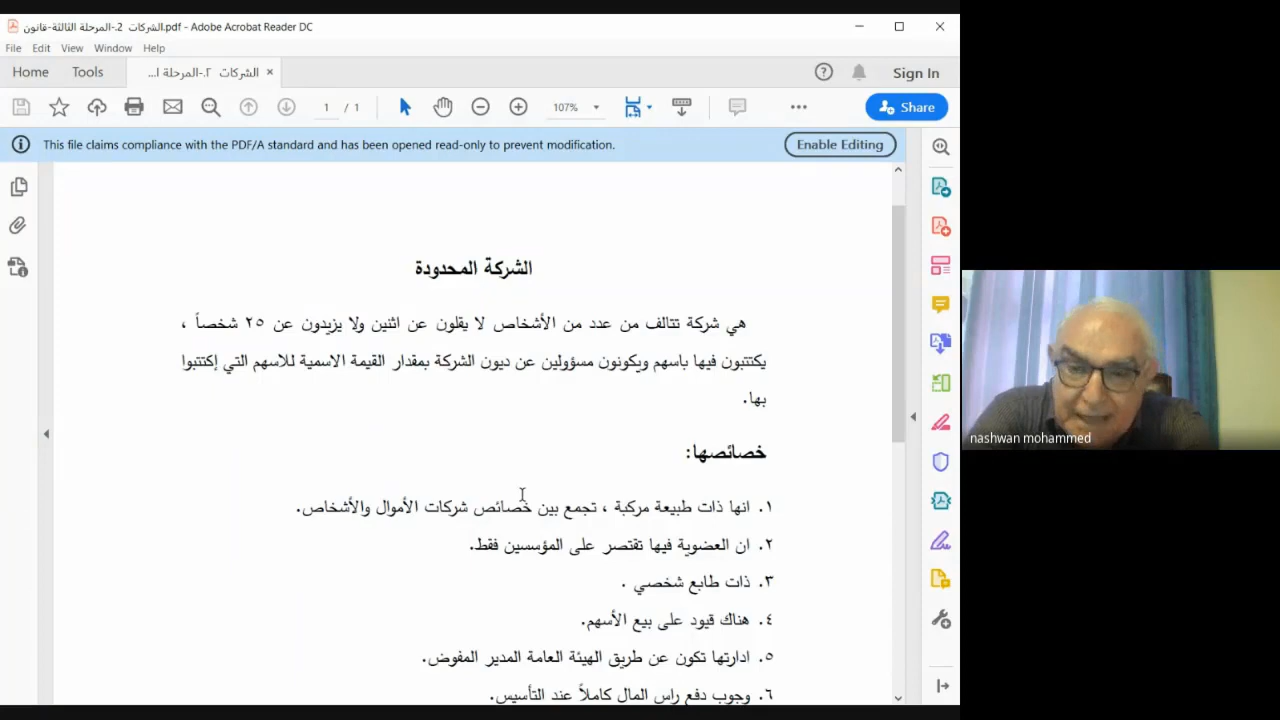 الشركات 2.-المرحلة الثالثة-قانون.pdf - Adobe Acrobat Reader DC
File Edit View Window Help
Home Tools الشركات ٢.-المرحلة ا... × Sign In
1 / 1 107% Share
This file claims compliance with the PDF/A standard and has been opened read-only to prevent modification. Enable Editing
الشركة المحدودة
هي شركة تتالف من عدد من الأشخاص لا يقلون عن اثنين ولا يزيدون عن ٢٥ شخصاً ،
يكتتبون فيها باسهم ويكونون مسؤولين عن ديون الشركة بمقدار القيمة الاسمية للاسهم التي إكتتبوا
بها.
خصائصها:
١. انها ذات طبيعة مركبة ، تجمع بين خصائص شركات الأموال والأشخاص.
٢. ان العضوية فيها تقتصر على المؤسسين فقط.
٣. ذات طابع شخصي .
٤. هناك قيود على بيع الأسهم.
٥. ادارتها تكون عن طريق الهيئة العامة المدير المفوض.
٦. وجوب دفع راس المال كاملاً عند التأسيس.
nashwan mohammed